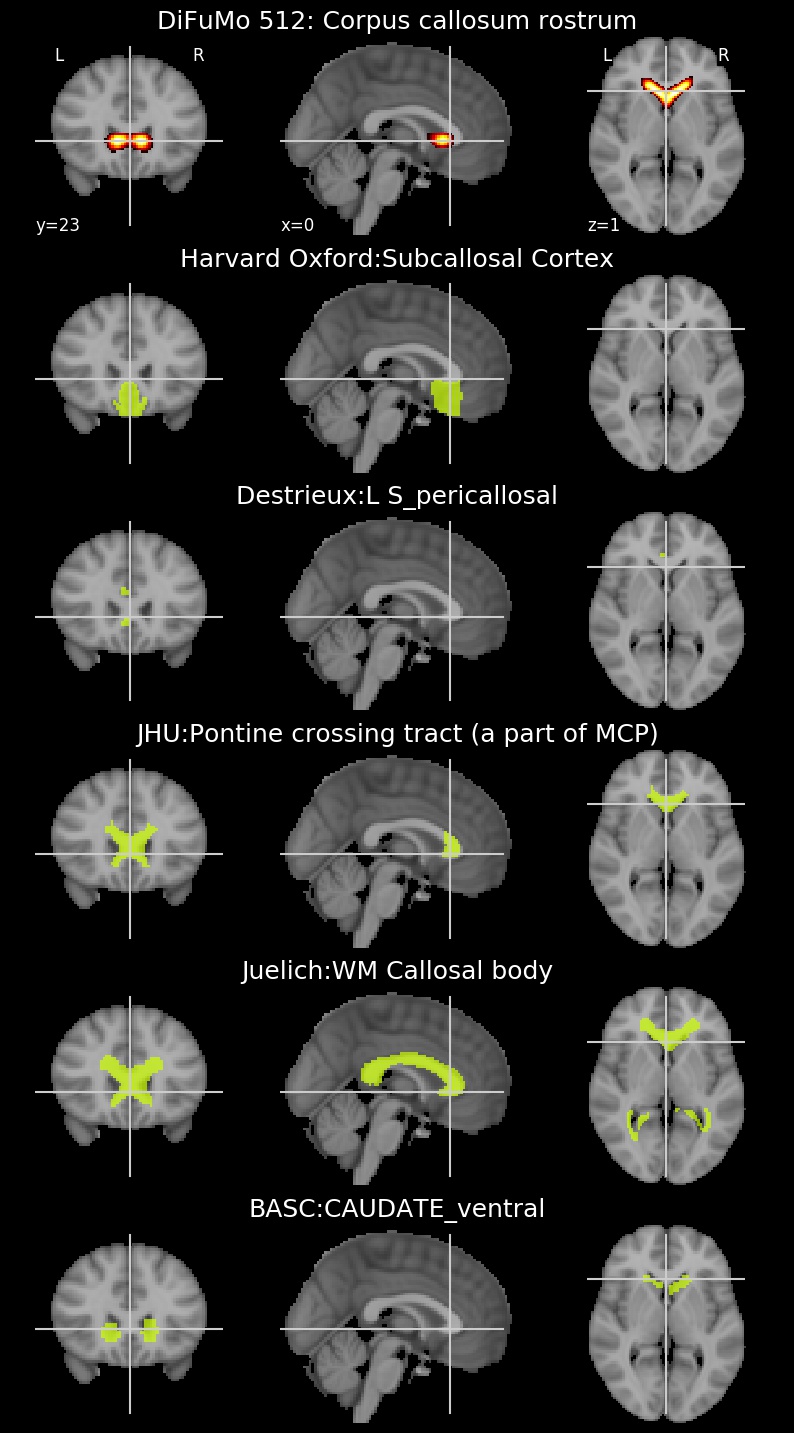 DiFuMo 512: Corpus callosum rostrum
L R L R
y=23 x=0 z=1
Harvard Oxford:Subcallosal Cortex
Destrieux:L S_pericallosal
JHU:Pontine crossing tract (a part of MCP)
Juelich:WM Callosal body
BASC:CAUDATE_ventral